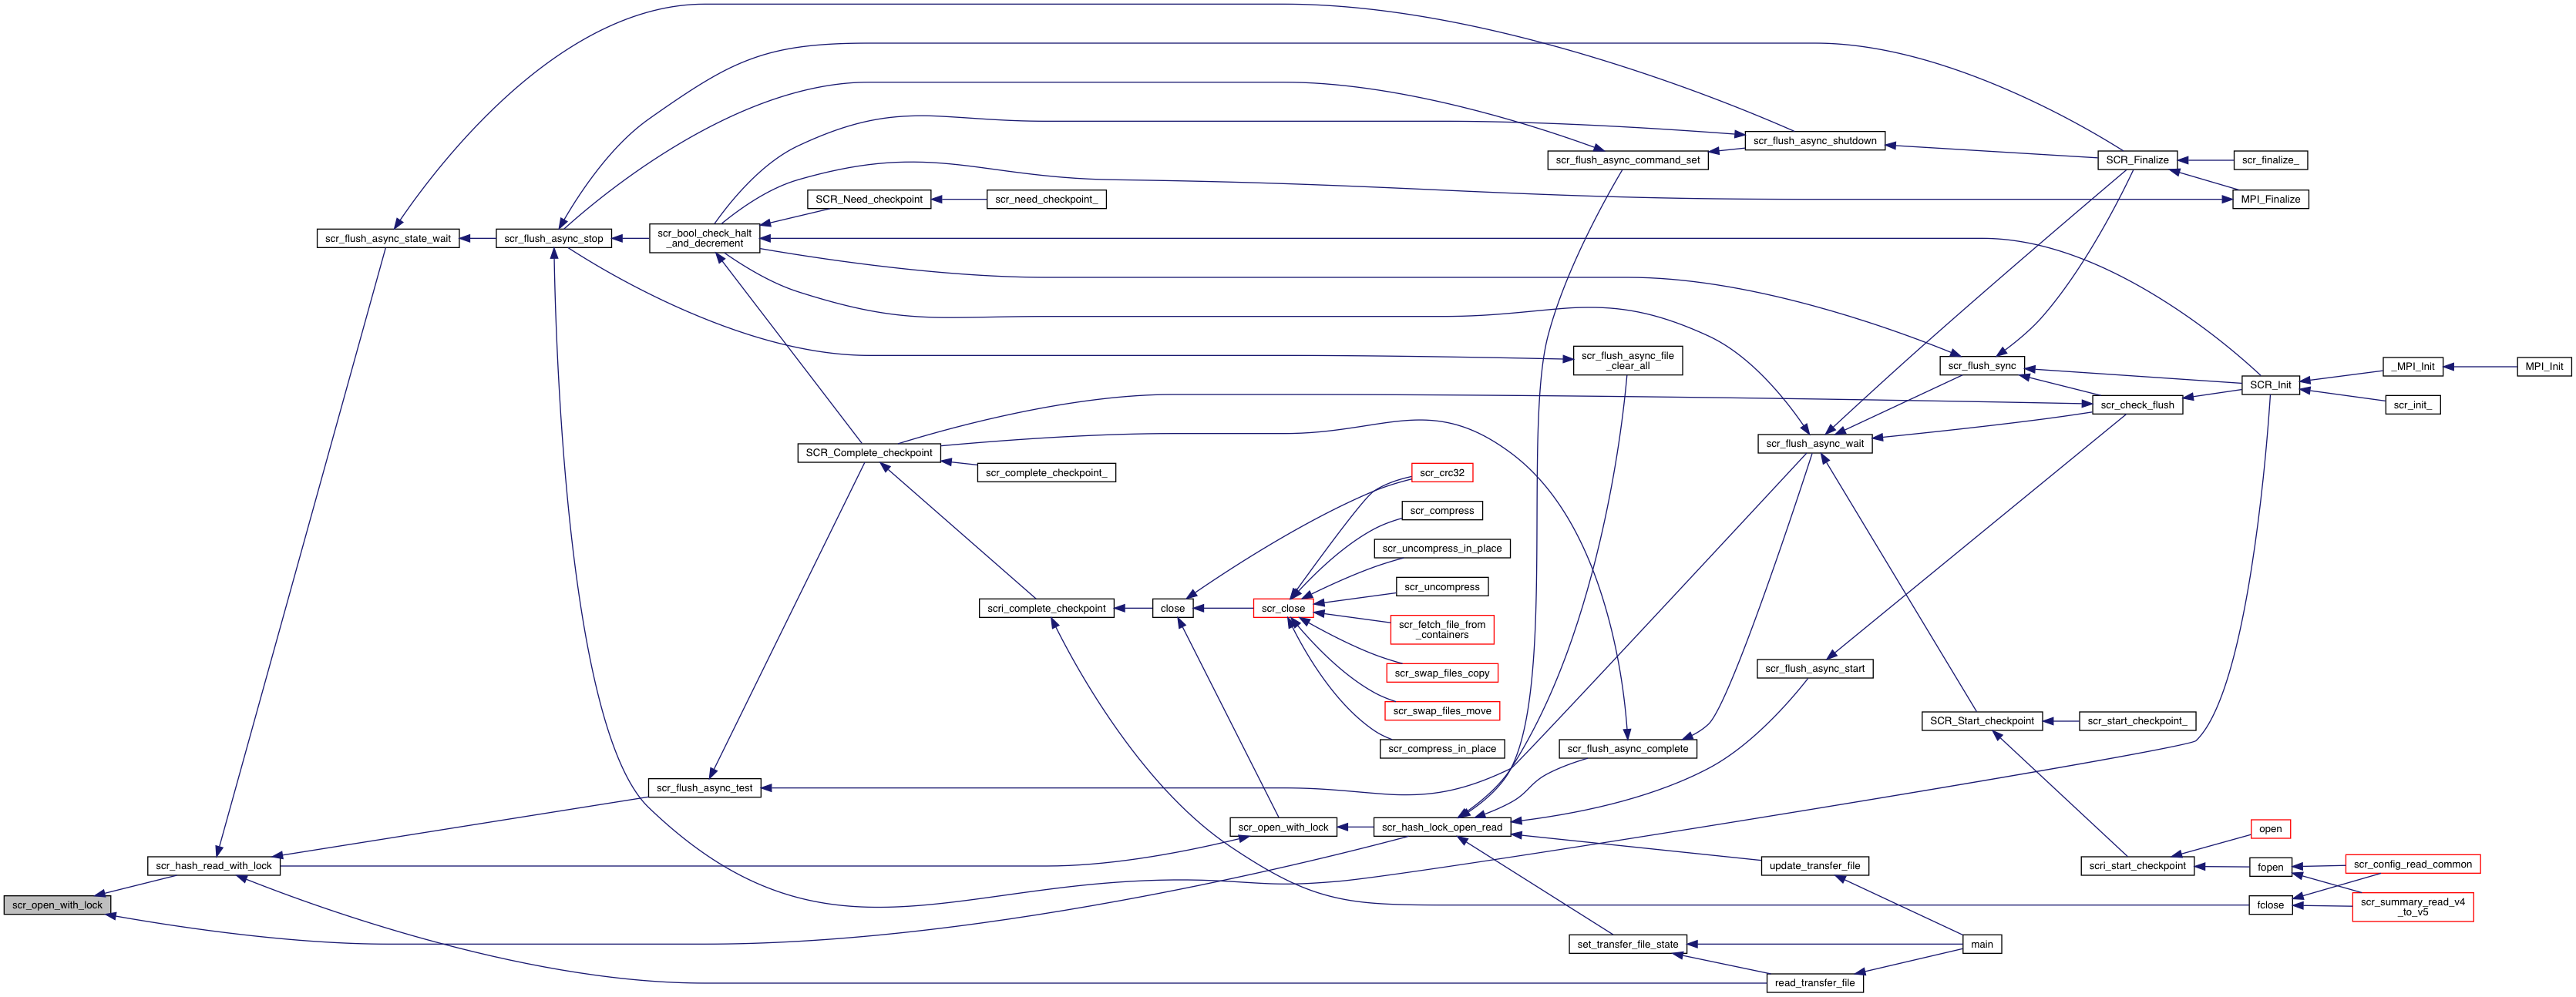 scr_flush_async_shutdown
scr_flush_async_command_set
SCR_Finalize
scr_finalize_
SCR_Need_checkpoint
scr_need_checkpoint_
MPI_Finalize
scr_flush_async_state_wait
scr_flush_async_stop
scr_bool_check_halt
_and_decrement
scr_flush_async_file
_clear_all
scr_flush_sync
_MPI_Init
MPI_Init
SCR_Init
scr_check_flush
scr_init_
scr_flush_async_wait
SCR_Complete_checkpoint
scr_complete_checkpoint_
scr_crc32
scr_compress
scr_uncompress_in_place
scr_uncompress
scri_complete_checkpoint
close
scr_close
scr_fetch_file_from
_containers
scr_swap_files_copy
scr_flush_async_start
scr_swap_files_move
SCR_Start_checkpoint
scr_start_checkpoint_
scr_compress_in_place
scr_flush_async_complete
scr_flush_async_test
scr_open_with_lock
scr_hash_lock_open_read
open
scr_hash_read_with_lock
update_transfer_file
scri_start_checkpoint
fopen
scr_config_read_common
scr_open_with_lock
fclose
scr_summary_read_v4
_to_v5
set_transfer_file_state
main
read_transfer_file